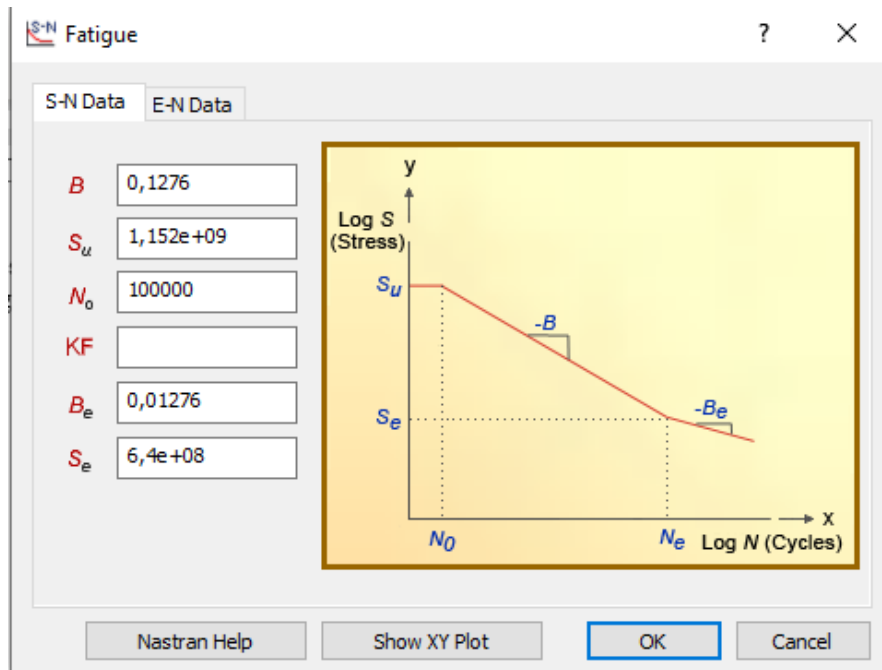 S-N Fatigue ? ×
S-N Data E-N Data
B 0,1276
Su 1,152e+09
No 100000
KF
Be 0,01276
Se 6,4e+08
y
Log S
(Stress)
Su
-B
Se
-Be
x
N0 Ne Log N (Cycles)
Nastran Help Show XY Plot OK Cancel